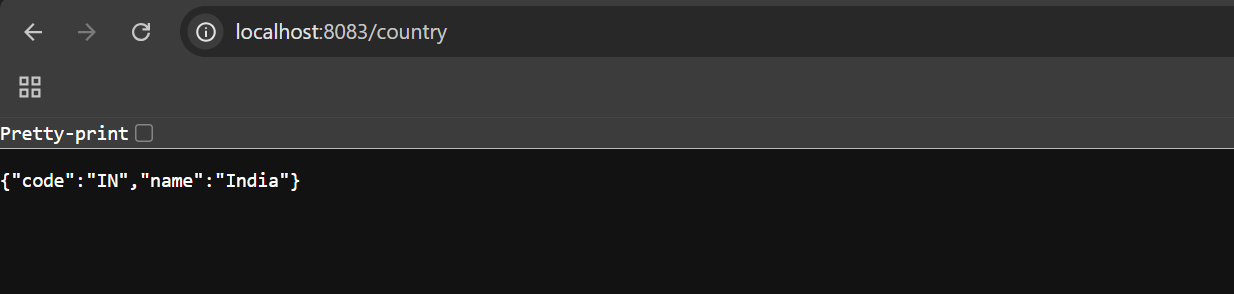 localhost:8083/country
Pretty-print
{"code":"IN","name":"India"}